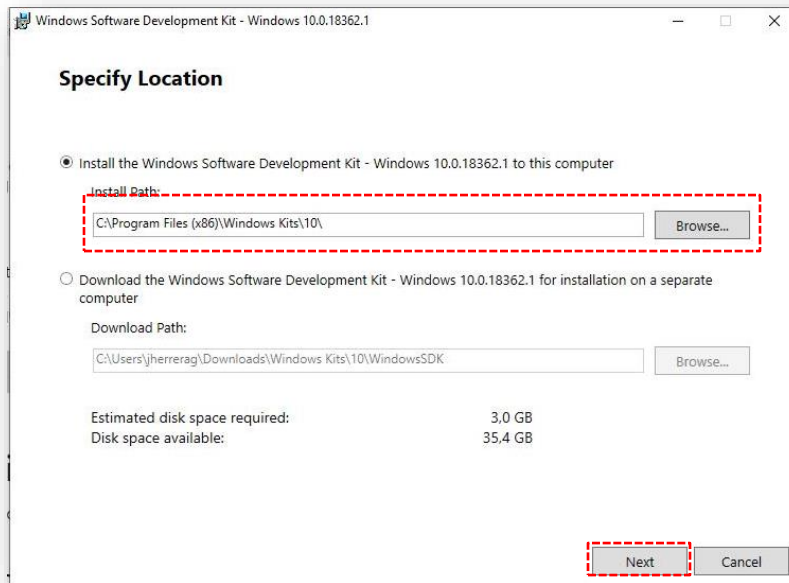 Windows Software Development Kit - Windows 10.0.18362.1
Specify Location
Install the Windows Software Development Kit - Windows 10.0.18362.1 to this computer
Install Path:
C:\Program Files (x86)\Windows Kits\10\
Browse...
Download the Windows Software Development Kit - Windows 10.0.18362.1 for installation on a separate
computer
Download Path:
C:\Users\jherrerag\Downloads\Windows Kits\10\WindowsSDK
Browse...
Estimated disk space required: 3,0 GB
Disk space available: 35,4 GB
Next Cancel